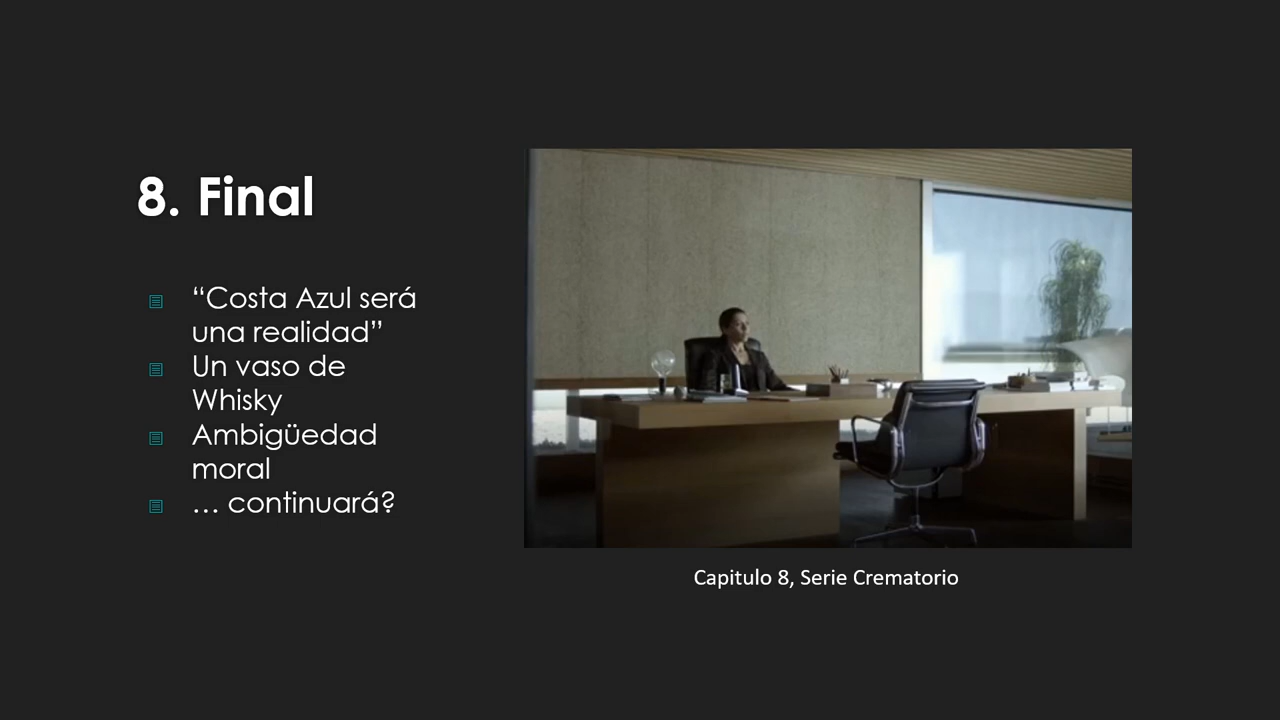 8. Final
“Costa Azul será
una realidad”
Un vaso de
Whisky
Ambigüedad
moral
… continuará?
Capitulo 8, Serie Crematorio